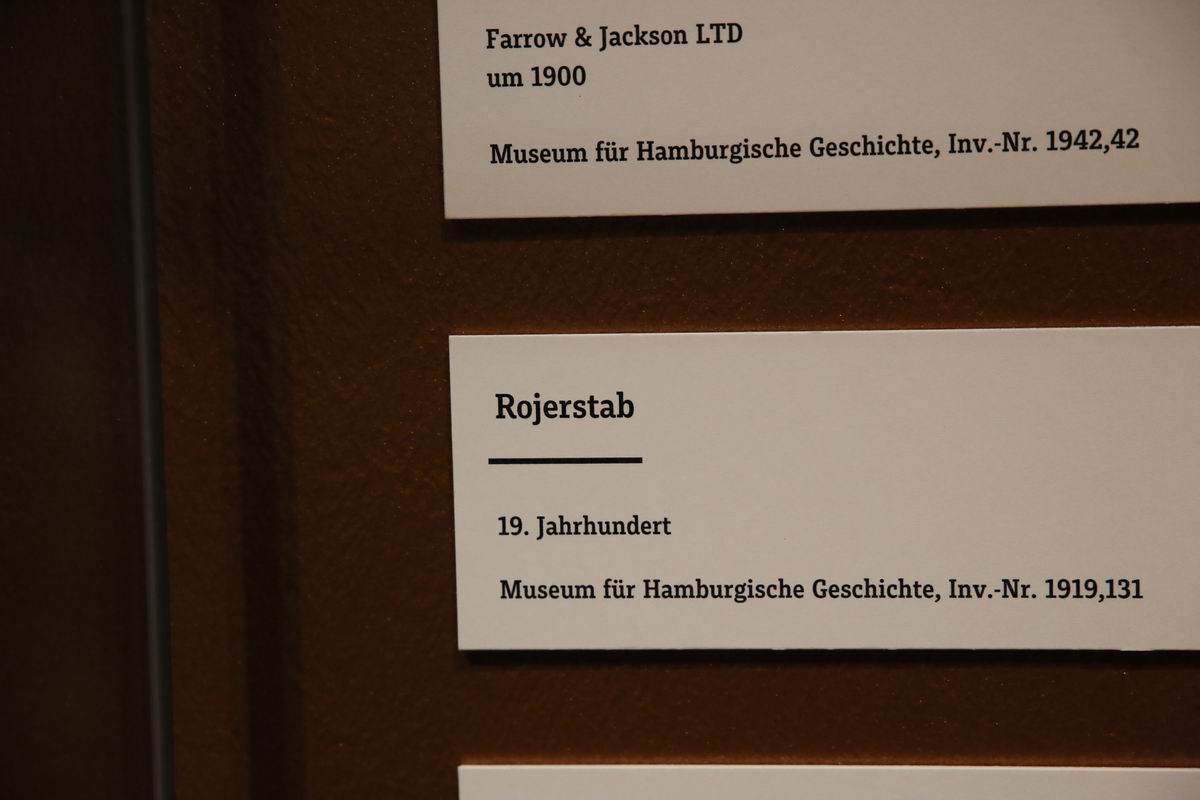 Farrow & Jackson LTD
um 1900
Museum für Hamburgische Geschichte, Inv.-Nr. 1942,42
Rojerstab
19. Jahrhundert
Museum für Hamburgische Geschichte, Inv.-Nr. 1919,131